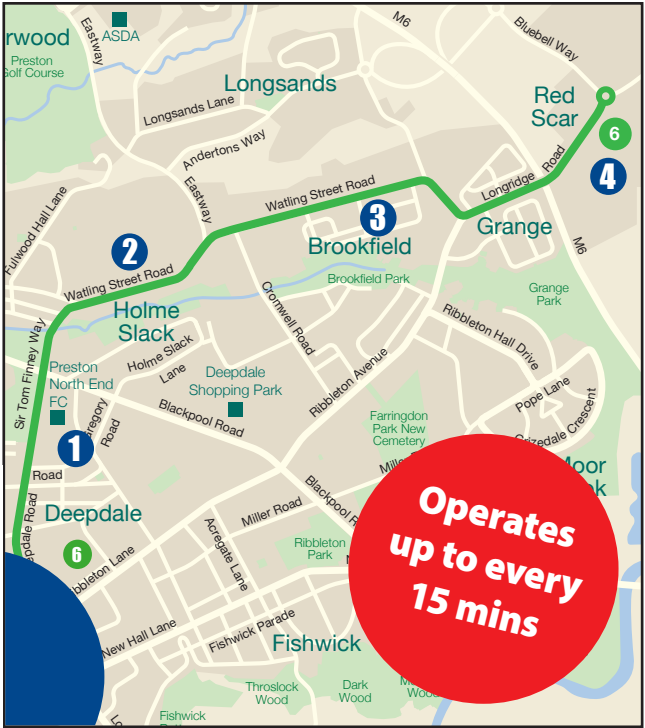 rwood
ASDA
Preston
Golf Course
Eastway
M6
Bluebell Way
Longsands
Longsands Lane
Andertons Way
Red
Scar
6
4
Longridge Road
Watling Street Road
3
Brookfield
Grange
M6
Fulwood Hall Lane
Eastway
2
Watling Street Road
Holme
Slack
Brookfield Park
Grange
Park
Cromwell Road
Ribbleton Hall Drive
Sir Tom Finney Way
Preston
North End
FC
Holme Slack
Lane
Deepdale
Shopping Park
Ribbleton Avenue
Pope Lane
Grizedale Crescent
Blackpool Road
Gregory
Road
1
Farringdon
Park New
Cemetery
Mille
Moor
ok
Road
epdale Road
Deepdale
6
bbleton Lane
Miller Road
Blackpool R
Acregate Lane
Ribbleton
Park
Operates
up to every
15 mins
New Hall Lane
Fishwick Parade
Fishwick
Throslock
Wood
Dark
Wood
Woo
Fishwick